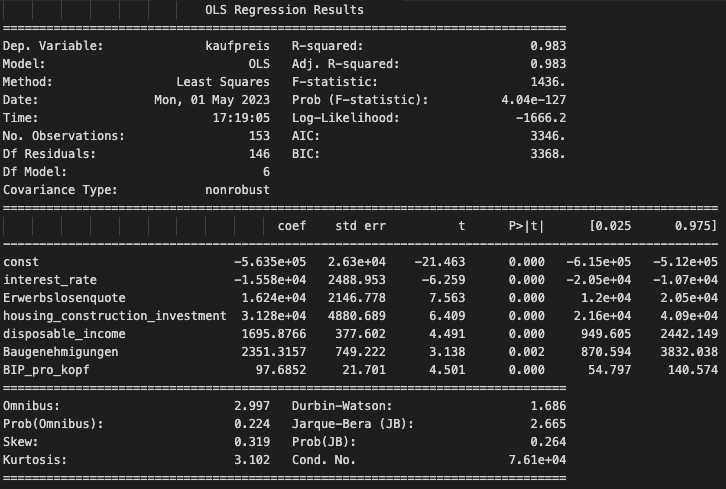 OLS Regression Results
==============================================================================
Dep. Variable: kaufpreis R-squared: 0.983
Model: OLS Adj. R-squared: 0.983
Method: Least Squares F-statistic: 1436.
Date: Mon, 01 May 2023 Prob (F-statistic): 4.04e-127
Time: 17:19:05 Log-Likelihood: -1666.2
No. Observations: 153 AIC: 3346.
Df Residuals: 146 BIC: 3368.
Df Model: 6
Covariance Type: nonrobust
===================================================================================================
coef std err t P>|t| [0.025 0.975]
---------------------------------------------------------------------------------------------------
const -5.635e+05 2.63e+04 -21.463 0.000 -6.15e+05 -5.12e+05
interest_rate -1.558e+04 2488.953 -6.259 0.000 -2.05e+04 -1.07e+04
Erwerbslosenquote 1.624e+04 2146.778 7.563 0.000 1.2e+04 2.05e+04
housing_construction_investment 3.128e+04 4880.689 6.409 0.000 2.16e+04 4.09e+04
disposable_income 1695.8766 377.602 4.491 0.000 949.605 2442.149
Baugenehmigungen 2351.3157 749.222 3.138 0.002 870.594 3832.038
BIP_pro_kopf 97.6852 21.701 4.501 0.000 54.797 140.574
==============================================================================
Omnibus: 2.997 Durbin-Watson: 1.686
Prob(Omnibus): 0.224 Jarque-Bera (JB): 2.665
Skew: 0.319 Prob(JB): 0.264
Kurtosis: 3.102 Cond. No. 7.61e+04
==============================================================================